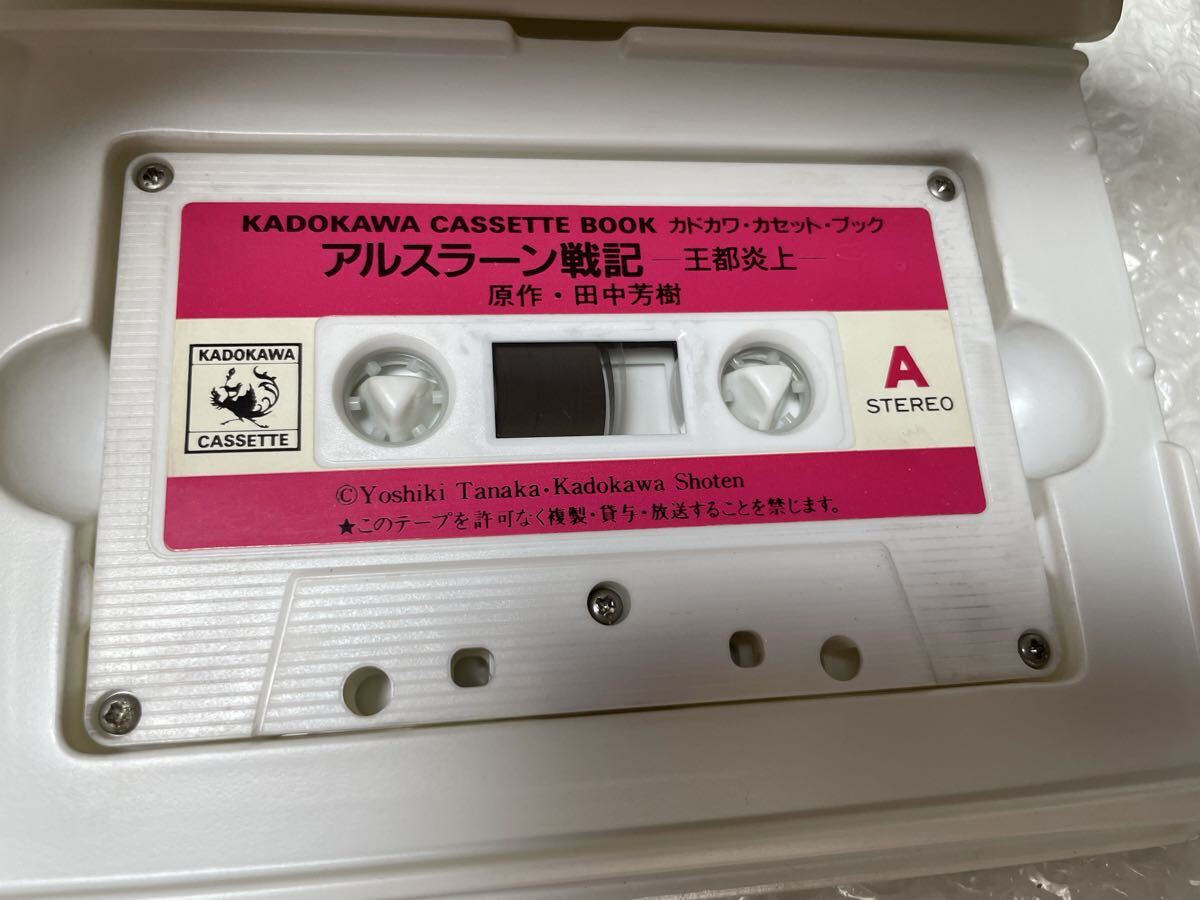 KADOKAWA CASSETTE BOOK カドカワ・カセット・ブック
アルスラーン戦記 ―王都炎上―
原作・田中芳樹
KADOKAWA
CASSETTE
A
STEREO
©Yoshiki Tanaka・Kadokawa Shoten
★このテープを許可なく複製・貸与・放送することを禁じます。